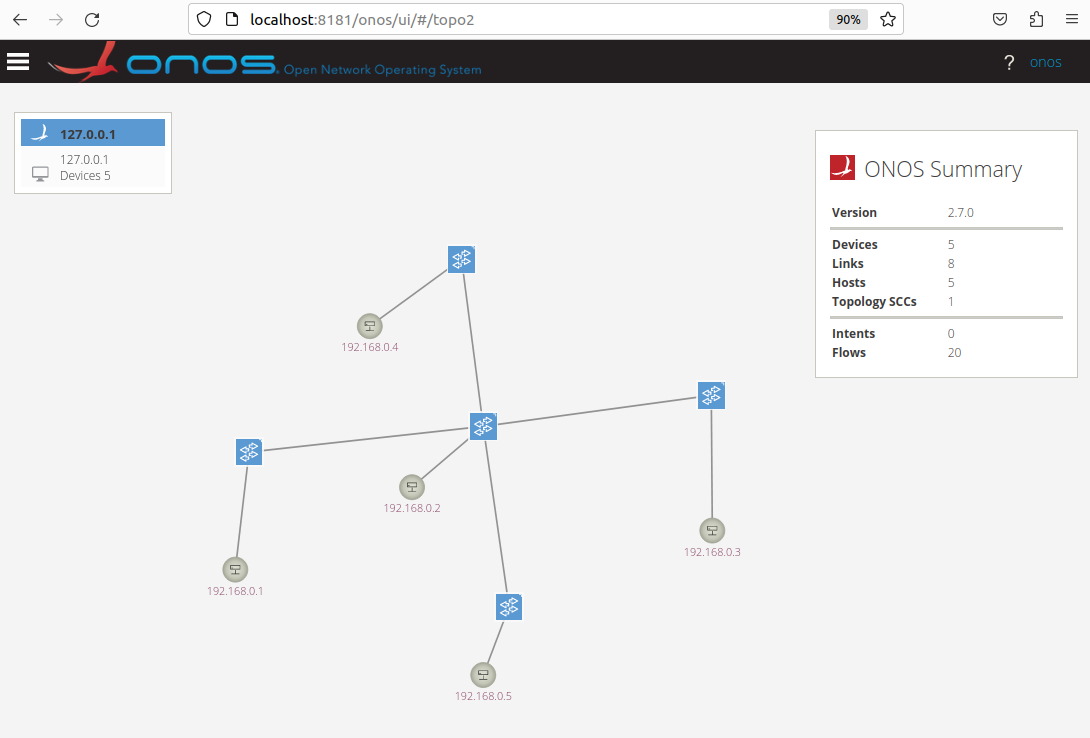 localhost:8181/onos/ui/#/topo2
90%
onos Open Network Operating System
? onos
127.0.0.1
127.0.0.1
Devices 5
ONOS Summary
Version 2.7.0
Devices 5
Links 8
Hosts 5
Topology SCCs 1
Intents 0
Flows 20
192.168.0.4
192.168.0.2
192.168.0.3
192.168.0.1
192.168.0.5